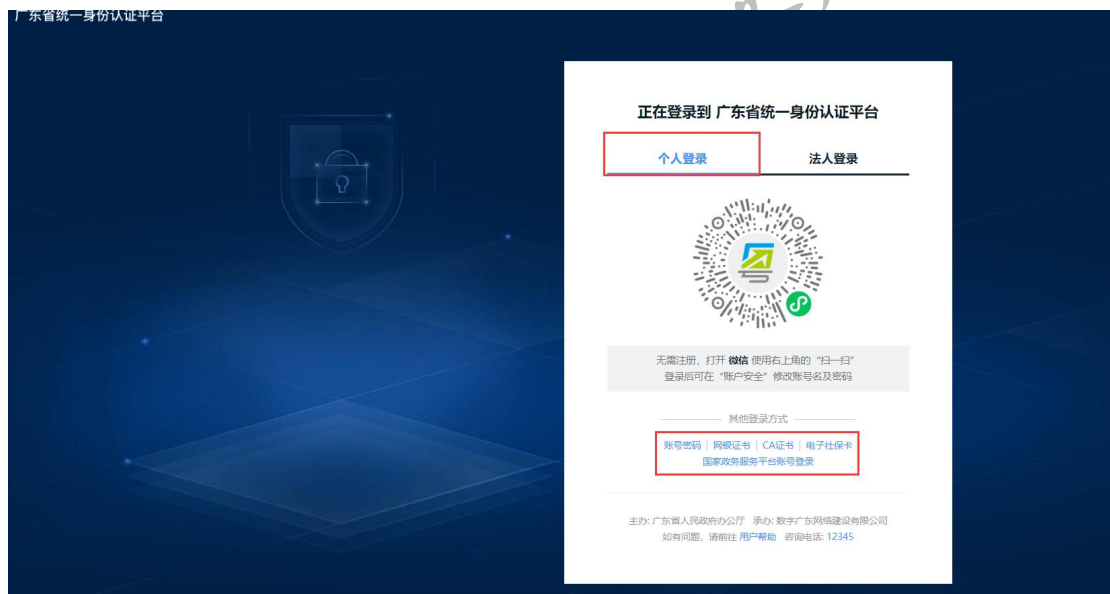 广东省统一身份认证平台
正在登录到 广东省统一身份认证平台
个人登录 法人登录
无需注册，打开 微信 使用右上角的 “扫一扫”
登录后可在 “账户安全” 修改账号名及密码
其他登录方式
账号密码 | 网银证书 | CA证书 | 电子社保卡
国家政务服务平台账号登录
主办: 广东省人民政府办公厅 承办: 数字广东网络建设有限公司
如有问题, 请前往 用户帮助 咨询电话: 12345